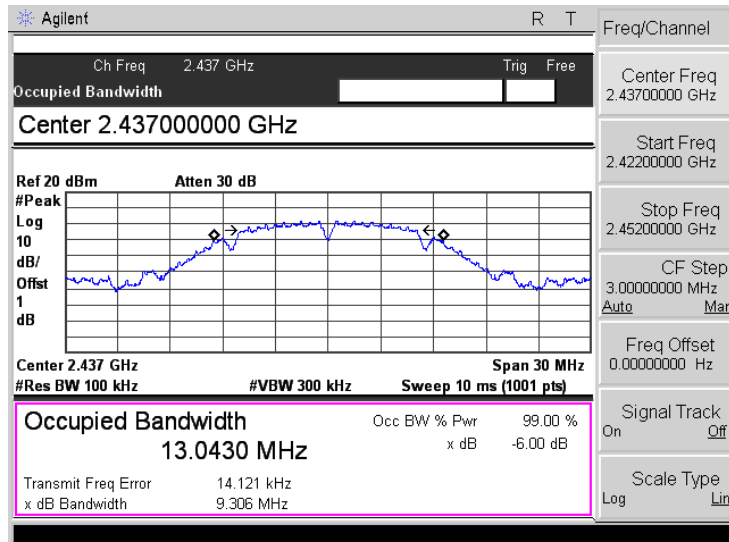 Agilent R T
Ch Freq 2.437 GHz Trig Free
Occupied Bandwidth
Center 2.437000000 GHz
Ref 20 dBm Atten 30 dB
#Peak
Log
10
dB/
Offst
1
dB
Center 2.437 GHz Span 30 MHz
#Res BW 100 kHz #VBW 300 kHz Sweep 10 ms (1001 pts)
Occupied Bandwidth Occ BW % Pwr 99.00 %
13.0430 MHz x dB -6.00 dB
Transmit Freq Error 14.121 kHz
x dB Bandwidth 9.306 MHz
Freq/Channel
Center Freq
2.43700000 GHz
Start Freq
2.42200000 GHz
Stop Freq
2.45200000 GHz
CF Step
3.00000000 MHz
Auto Man
Freq Offset
0.00000000 Hz
Signal Track
On Off
Scale Type
Log Lin